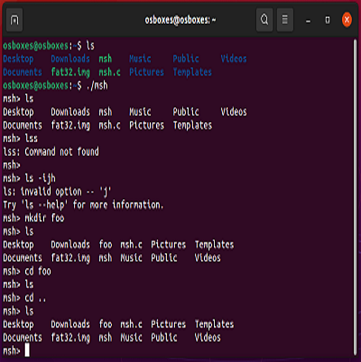 osboxes@osboxes: ~
osboxes@osboxes:~$ ls
Desktop Downloads msh Music Public Videos
Documents fat32.img msh.c Pictures Templates
osboxes@osboxes:~$ ./msh
msh> ls
Desktop Downloads msh Music Public Videos
Documents fat32.img msh.c Pictures Templates
msh> lss
lss: Command not found
msh>
msh> ls -ijh
ls: invalid option -- 'j'
Try 'ls --help' for more information.
msh> mkdir foo
msh> ls
Desktop Downloads foo msh.c Pictures Templates
Documents fat32.img msh Music Public Videos
msh> cd foo
msh> ls
msh> cd ..
msh> ls
Desktop Downloads foo msh.c Pictures Templates
Documents fat32.img msh Music Public Videos
msh>